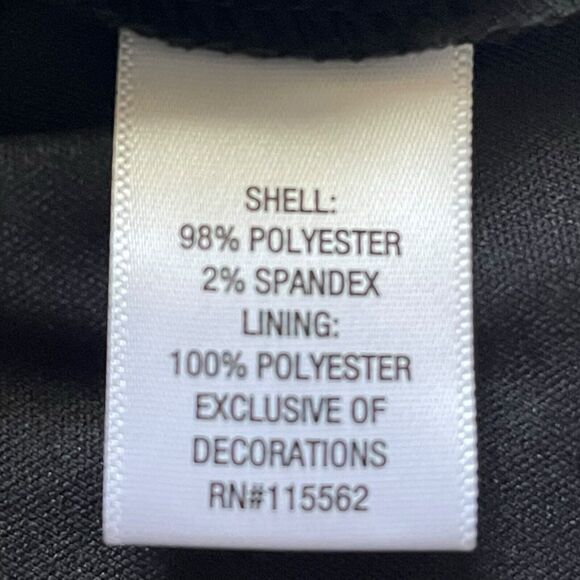 SHELL:
98% POLYESTER
2% SPANDEX
LINING:
100% POLYESTER
EXCLUSIVE OF
DECORATIONS
RN#115562